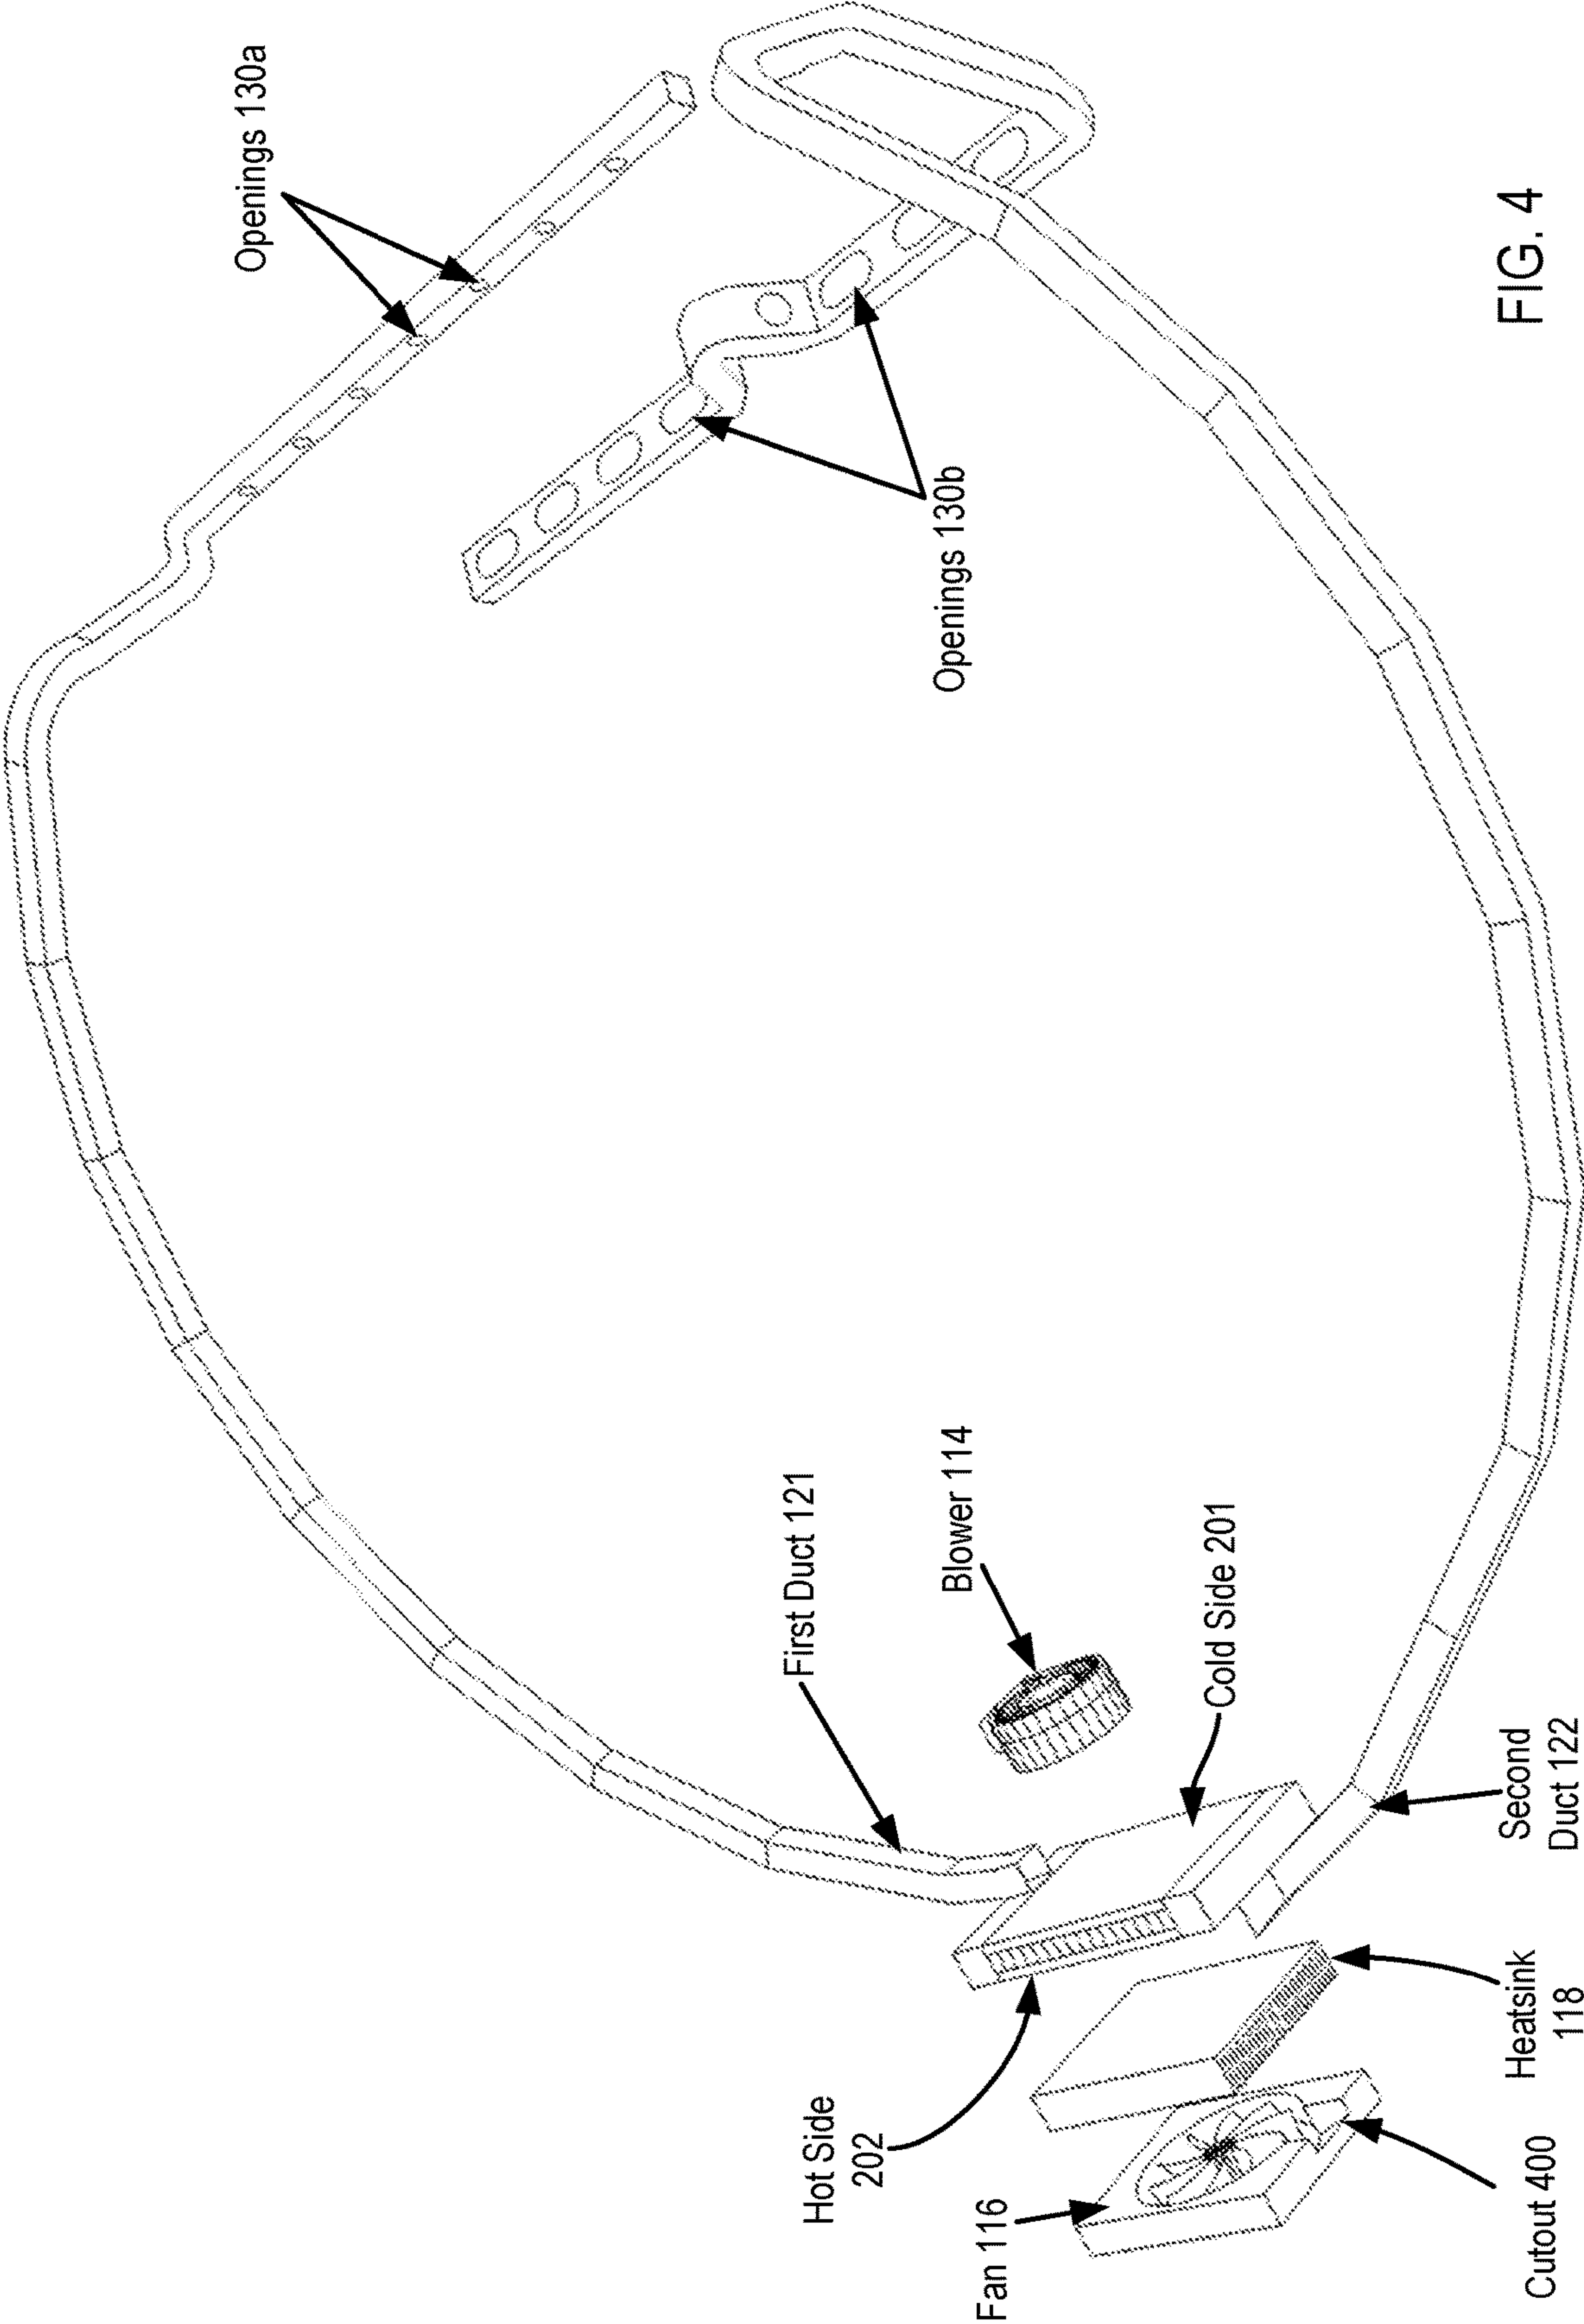 Openings 130a
Openings 130b
First Duct 121
Blower 114
Cold Side 201
Hot Side
202
Fan 116
Second
Duct 122
Heatsink
118
Cutout 400
FIG. 4